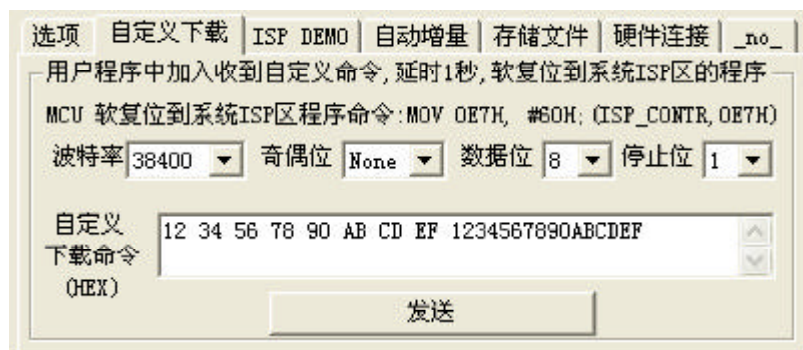 选项 自定义下载 ISP DEMO 自动增量 存储文件 硬件连接 _no_
用户程序中加入收到自定义命令,延时1秒,软复位到系统ISP区的程序
MCU 软复位到系统ISP区程序命令:MOV 0E7H, #60H; (ISP_CONTR,0E7H)
波特率 38400 奇偶位 None 数据位 8 停止位 1
自定义
下载命令
(HEX)
12 34 56 78 90 AB CD EF 1234567890ABCDEF
发送